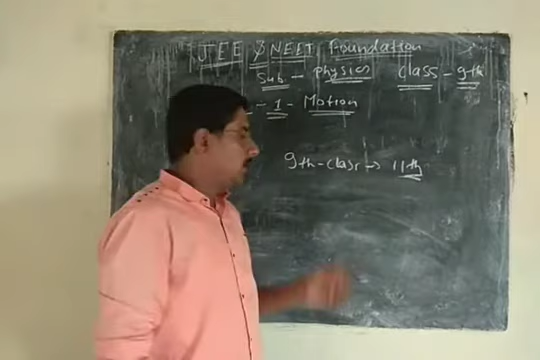 JEE & NEET Foundation
Sub - Physics Class - 9th
- 1 - Motion
9th - Class → 11th